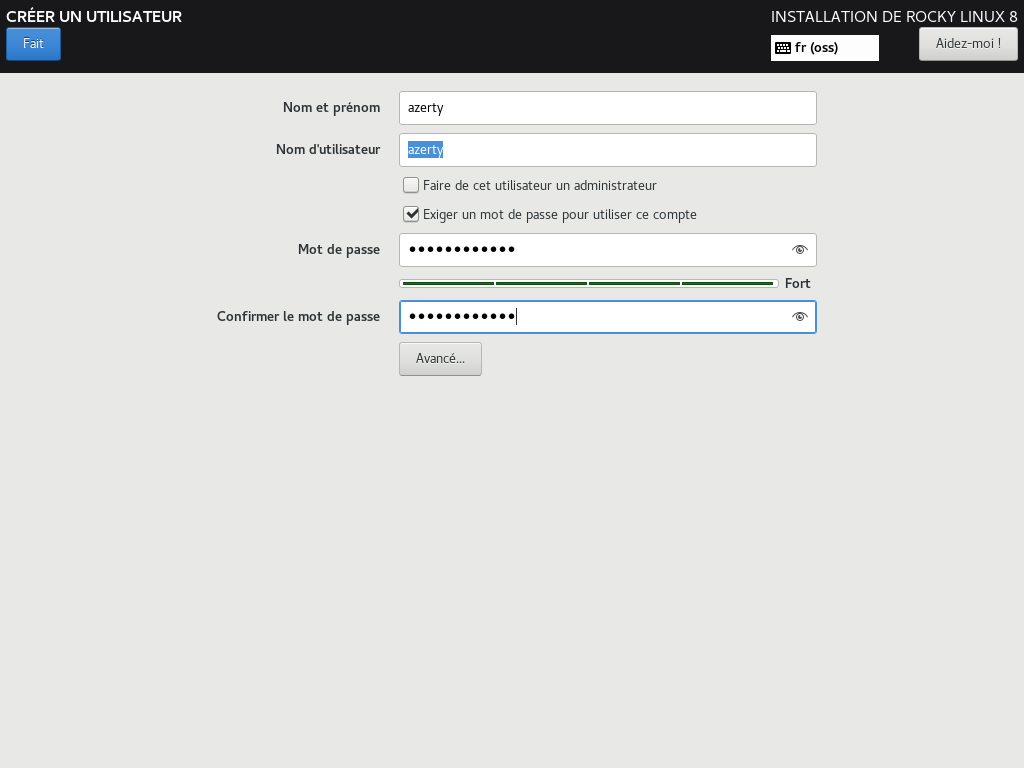 CRÉER UN UTILISATEUR
INSTALLATION DE ROCKY LINUX 8
Fait
fr (oss)
Aidez-moi !
Nom et prénom
azerty
Nom d'utilisateur
azerty
Faire de cet utilisateur un administrateur
Exiger un mot de passe pour utiliser ce compte
Mot de passe
●●●●●●●●●●●●
Fort
Confirmer le mot de passe
●●●●●●●●●●●●
Avancé...